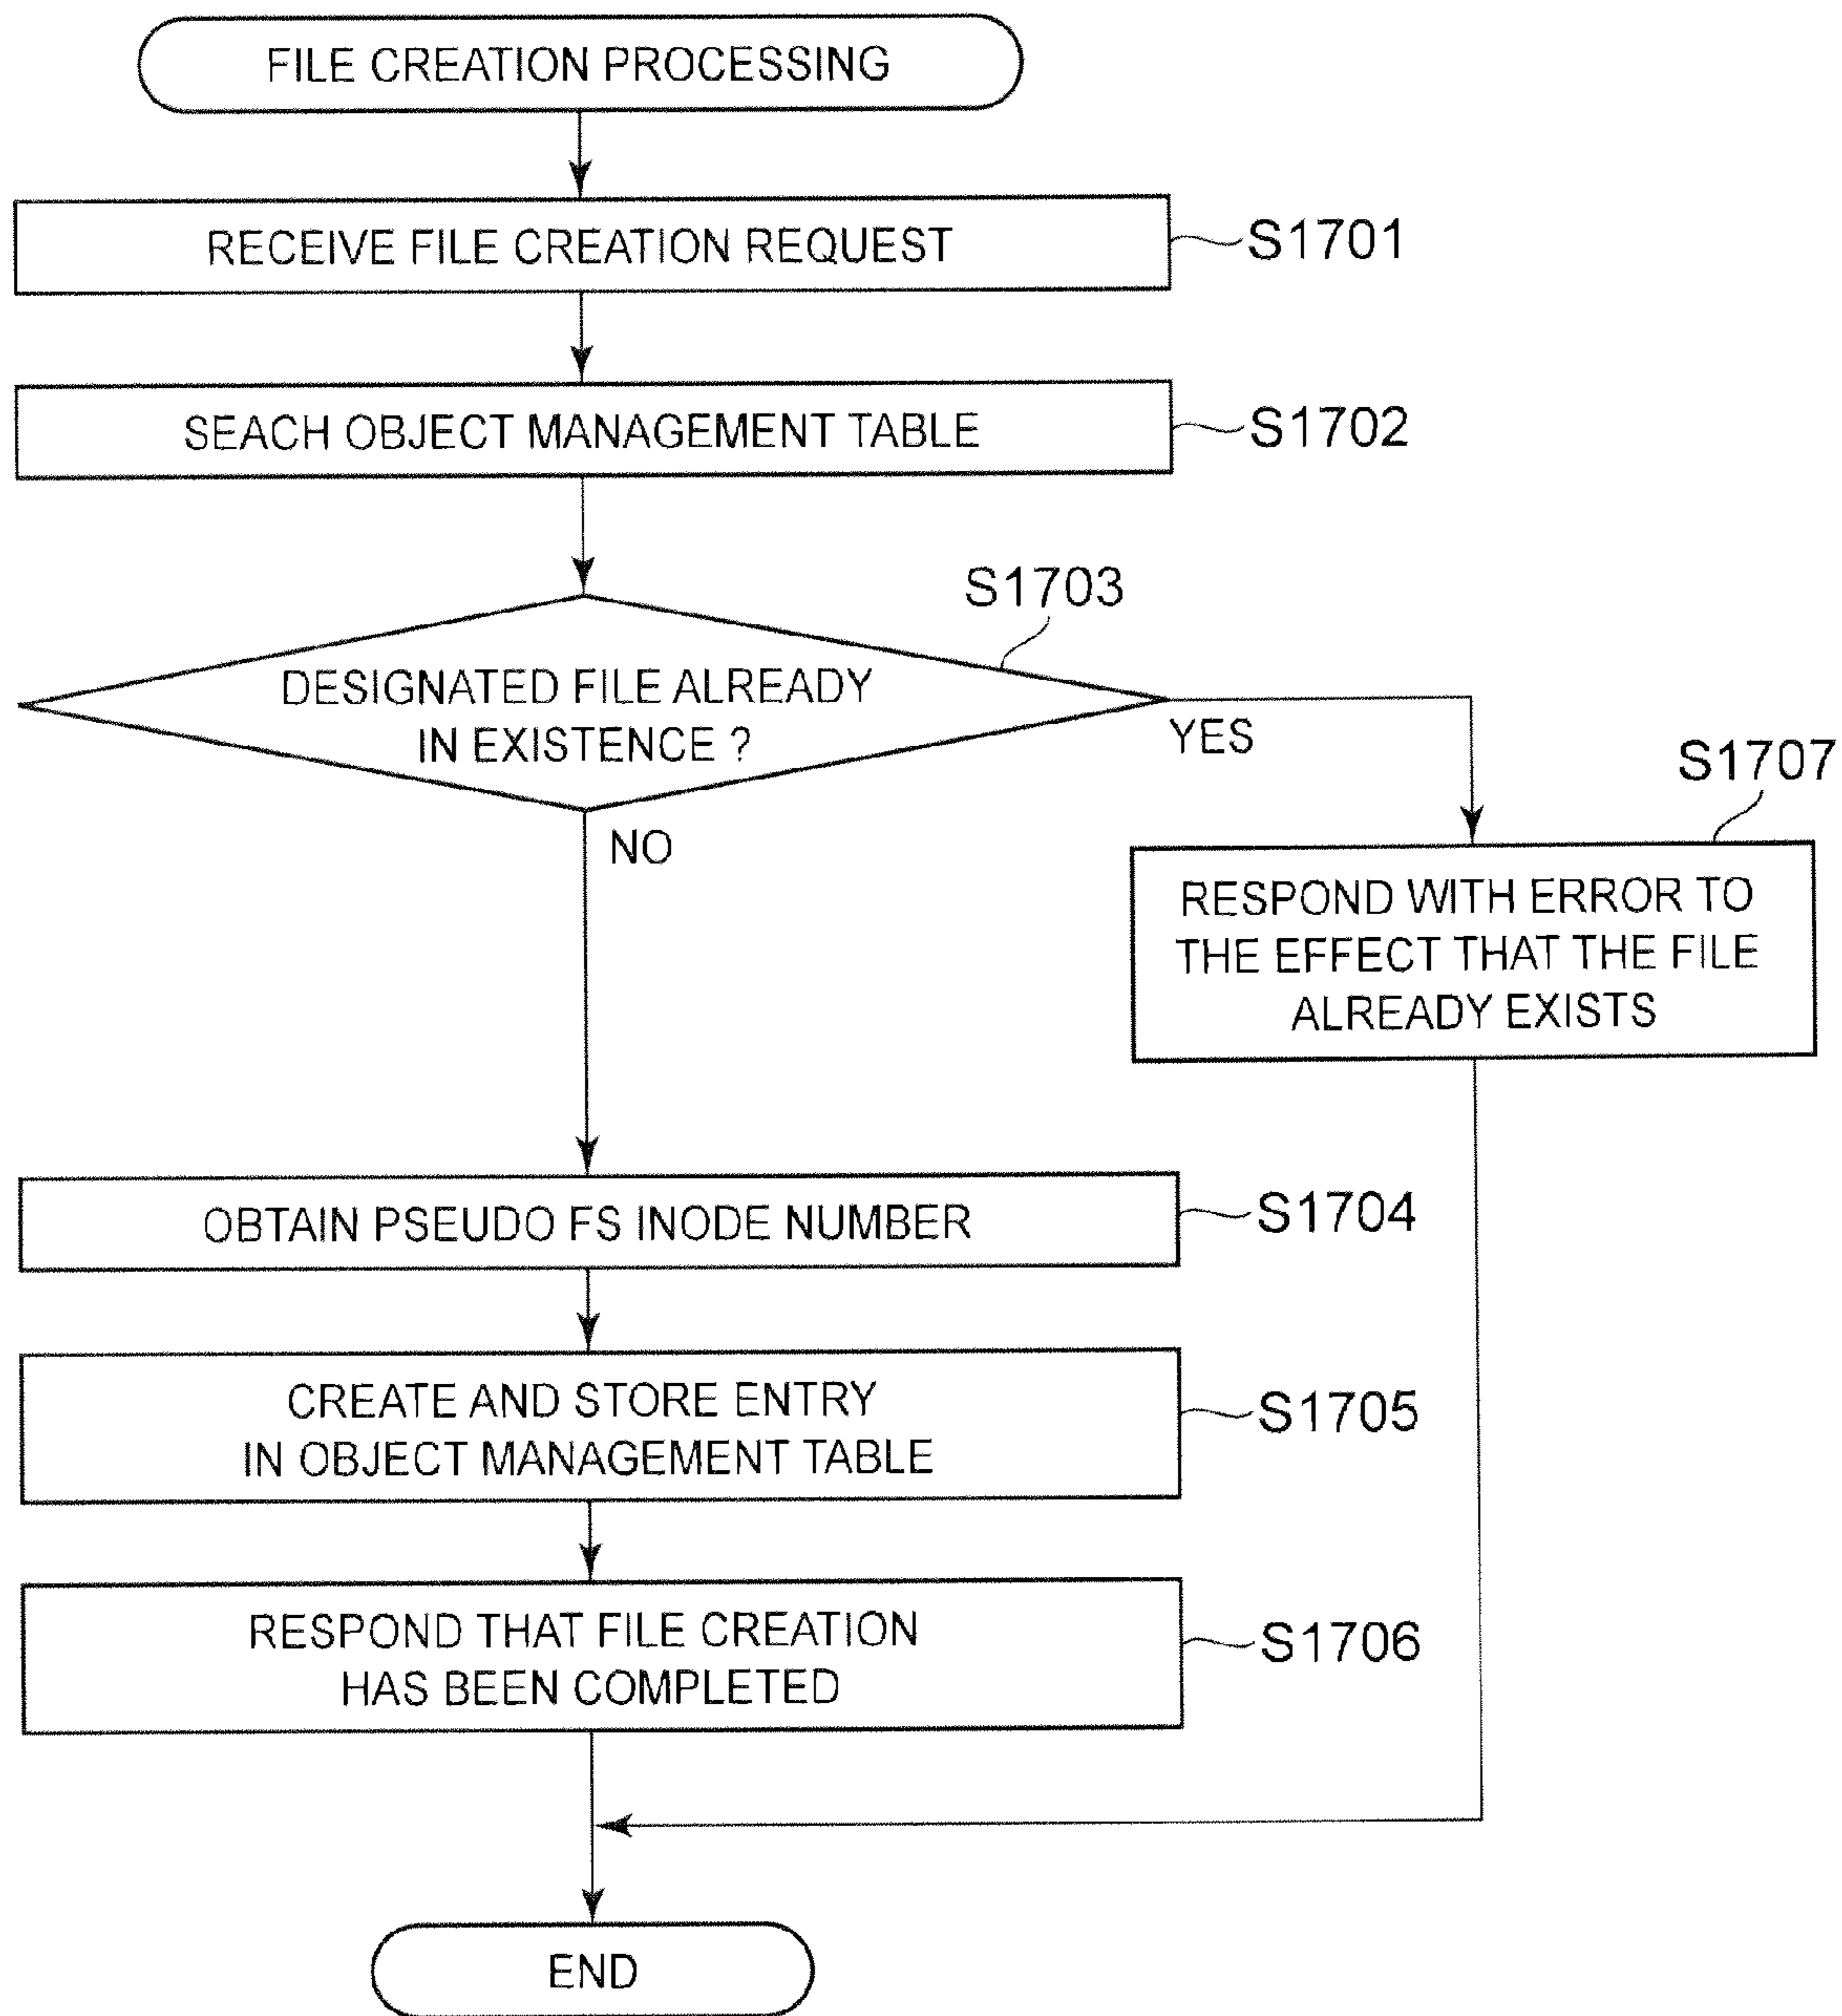 FILE CREATION PROCESSING
RECEIVE FILE CREATION REQUEST
S1701
SEACH OBJECT MANAGEMENT TABLE
S1702
S1703
DESIGNATED FILE ALREADY
IN EXISTENCE ?
YES
NO
S1707
RESPOND WITH ERROR TO
THE EFFECT THAT THE FILE
ALREADY EXISTS
OBTAIN PSEUDO FS INODE NUMBER
S1704
CREATE AND STORE ENTRY
IN OBJECT MANAGEMENT TABLE
S1705
RESPOND THAT FILE CREATION
HAS BEEN COMPLETED
S1706
END